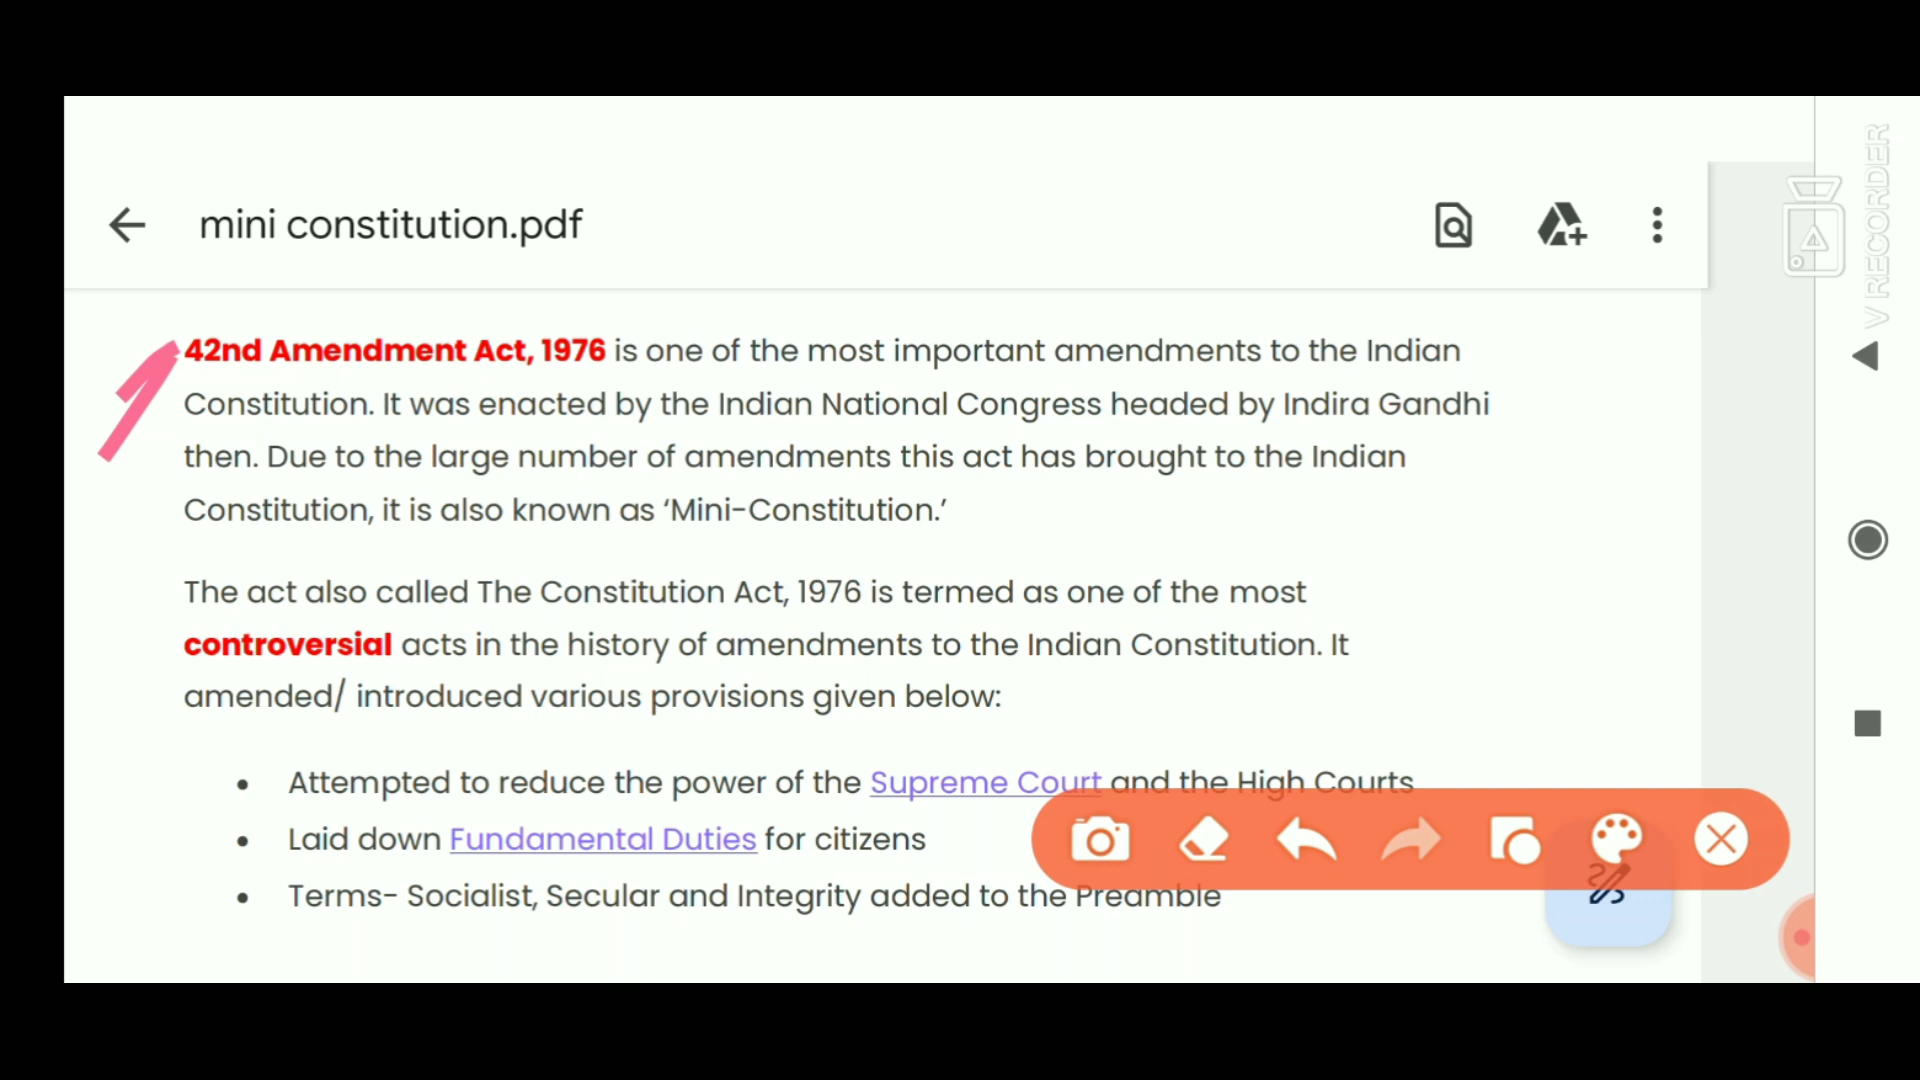 mini constitution.pdf
V RECORDER
42nd Amendment Act, 1976 is one of the most important amendments to the Indian
Constitution. It was enacted by the Indian National Congress headed by Indira Gandhi
then. Due to the large number of amendments this act has brought to the Indian
Constitution, it is also known as ‘Mini-Constitution.’
The act also called The Constitution Act, 1976 is termed as one of the most
controversial acts in the history of amendments to the Indian Constitution. It
amended/ introduced various provisions given below:
• Attempted to reduce the power of the Supreme Court and the High Courts
• Laid down Fundamental Duties for citizens
• Terms- Socialist, Secular and Integrity added to the Preamble